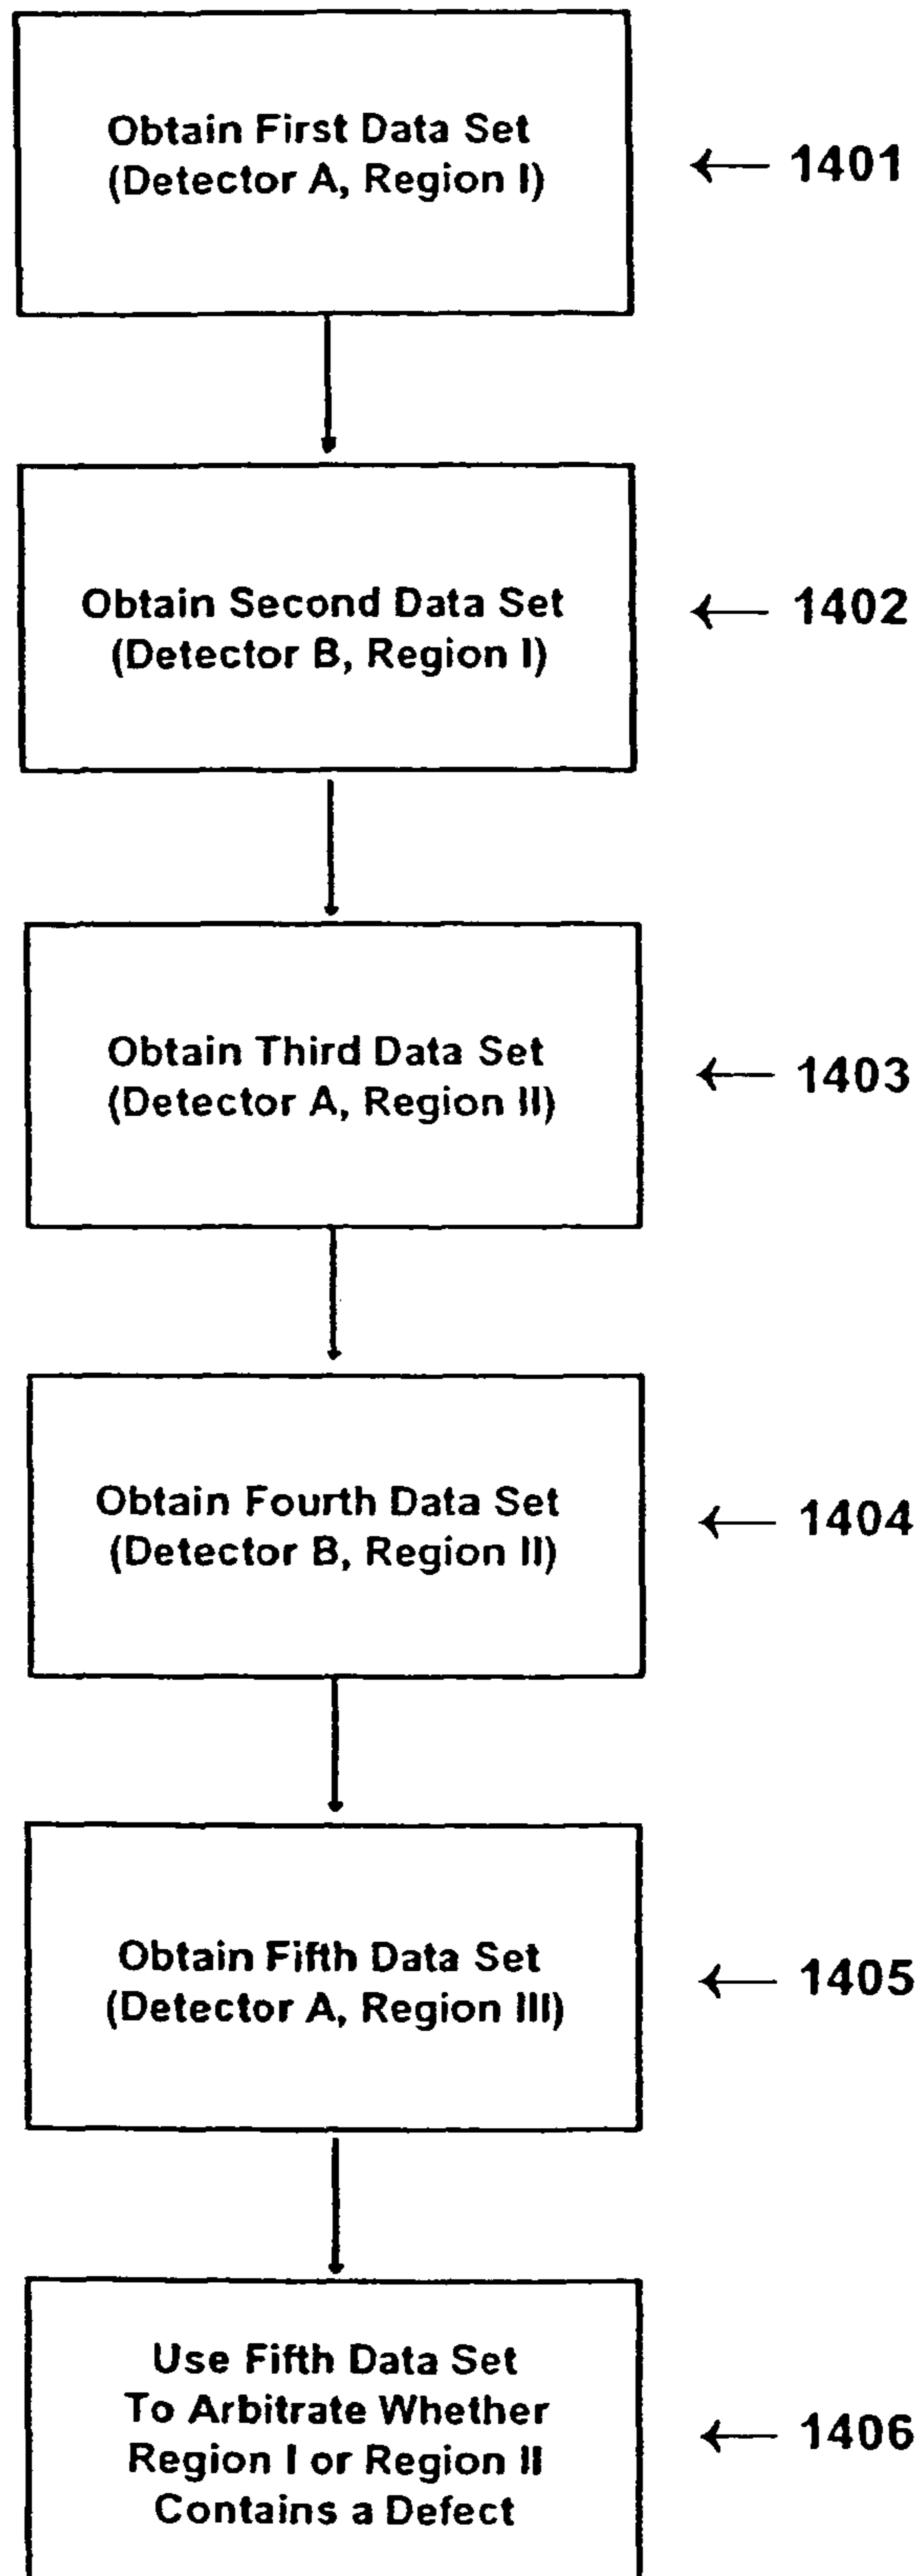 Obtain First Data Set
(Detector A, Region I)
← 1401
Obtain Second Data Set
(Detector B, Region I)
← 1402
Obtain Third Data Set
(Detector A, Region II)
← 1403
Obtain Fourth Data Set
(Detector B, Region II)
← 1404
Obtain Fifth Data Set
(Detector A, Region III)
← 1405
Use Fifth Data Set
To Arbitrate Whether
Region I or Region II
Contains a Defect
← 1406